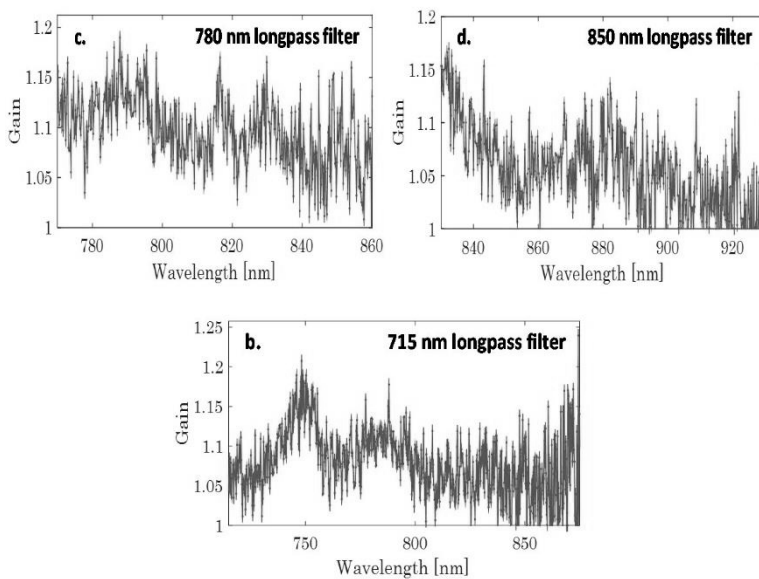 c. 780 nm longpass filter
1.2
1.15
1.1
1.05
1
Gain
780 800 820 840 860
Wavelength [nm]
d. 850 nm longpass filter
1.2
1.15
1.1
1.05
1
Gain
840 860 880 900 920
Wavelength [nm]
b. 715 nm longpass filter
1.25
1.2
1.15
1.1
1.05
1
Gain
750 800 850
Wavelength [nm]